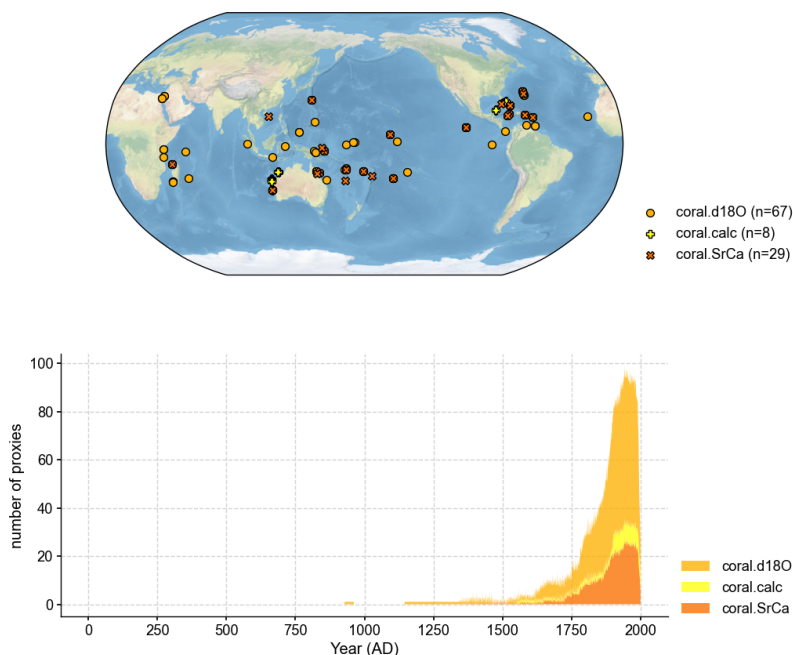 coral.d18O (n=67)
coral.calc (n=8)
coral.SrCa (n=29)
100
80
60
40
20
0
number of proxies
0 250 500 750 1000 1250 1500 1750 2000
Year (AD)
coral.d18O
coral.calc
coral.SrCa